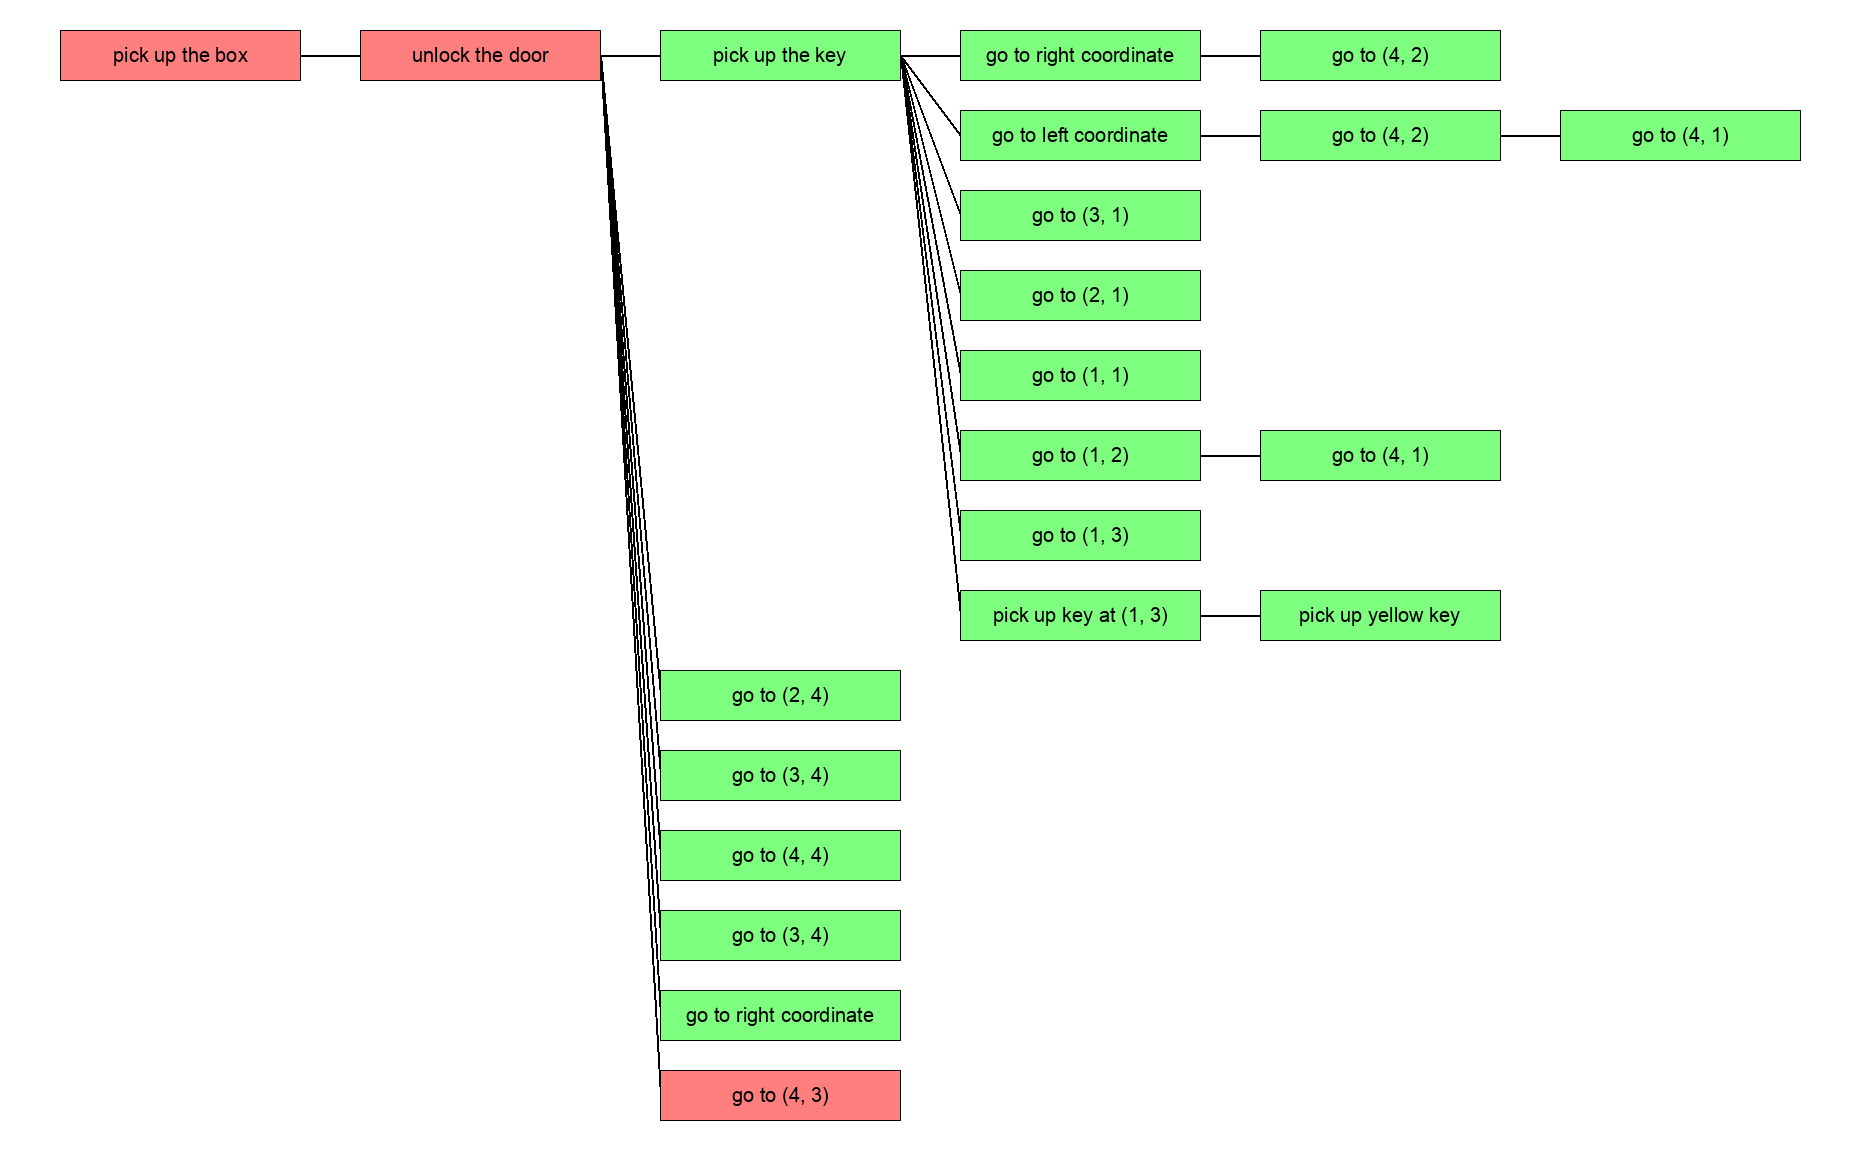 pick up the box
unlock the door
pick up the key
go to right coordinate
go to (4, 2)
go to left coordinate
go to (4, 2)
go to (4, 1)
go to (3, 1)
go to (2, 1)
go to (1, 1)
go to (1, 2)
go to (4, 1)
go to (1, 3)
pick up key at (1, 3)
pick up yellow key
go to (2, 4)
go to (3, 4)
go to (4, 4)
go to (3, 4)
go to right coordinate
go to (4, 3)